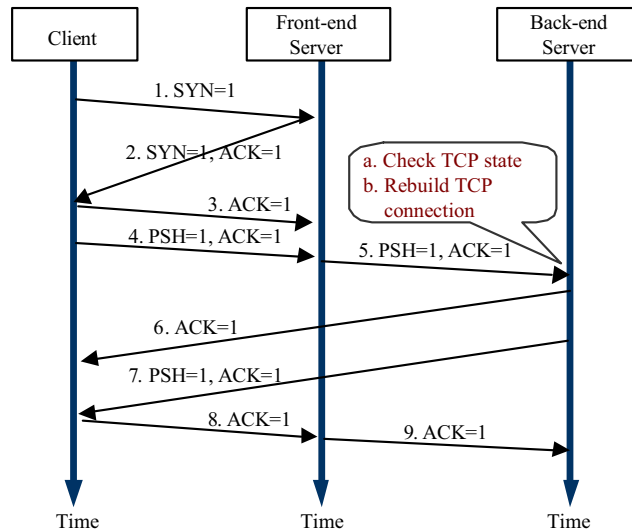 Client
Front-end
Server
Back-end
Server
1. SYN=1
2. SYN=1, ACK=1
a. Check TCP state
b. Rebuild TCP
connection
3. ACK=1
4. PSH=1, ACK=1
5. PSH=1, ACK=1
6. ACK=1
7. PSH=1, ACK=1
8. ACK=1
9. ACK=1
Time
Time
Time